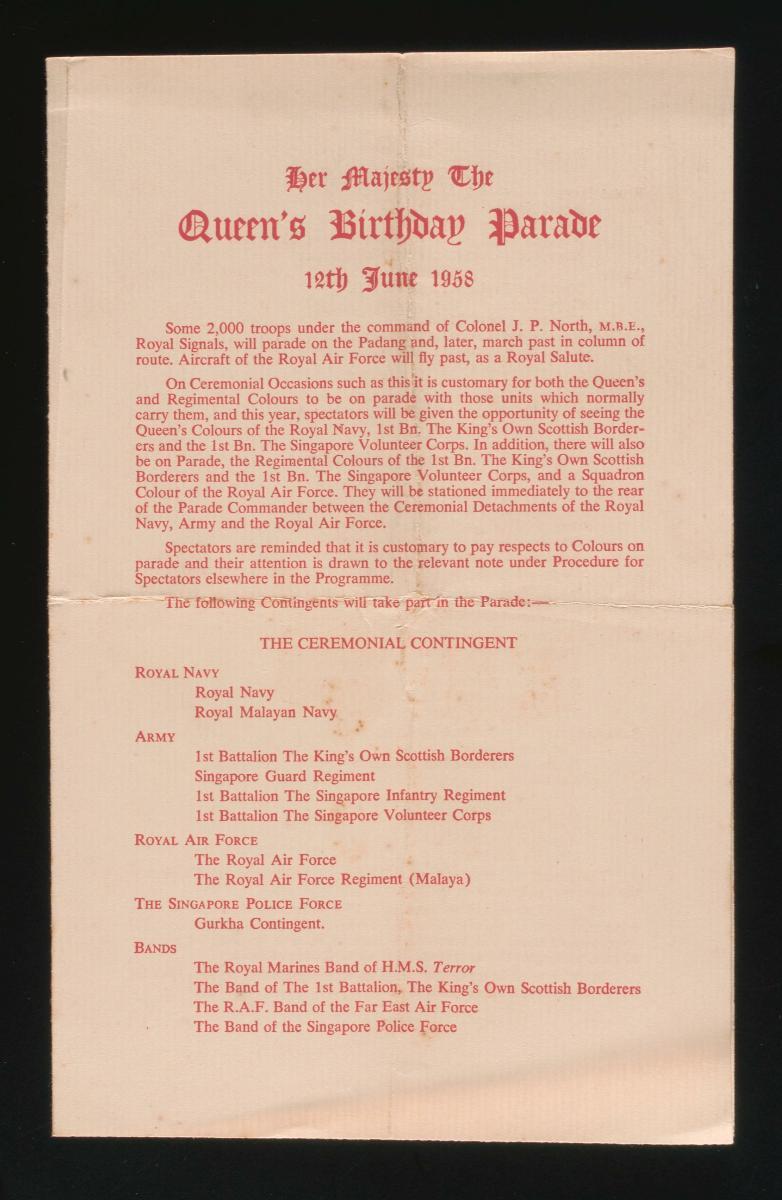 Her Majesty The
Queen's Birthday Parade
12th June 1958
Some 2,000 troops under the command of Colonel J. P. North, M.B.E.,
Royal Signals, will parade on the Padang and, later, march past in column of
route. Aircraft of the Royal Air Force will fly past, as a Royal Salute.
On Ceremonial Occasions such as this it is customary for both the Queen's
and Regimental Colours to be on parade with those units which normally
carry them, and this year, spectators will be given the opportunity of seeing the
Queen's Colours of the Royal Navy, 1st Bn. The King's Own Scottish Border-
ers and the 1st Bn. The Singapore Volunteer Corps. In addition, there will also
be on Parade, the Regimental Colours of the 1st Bn. The King's Own Scottish
Borderers and the 1st Bn. The Singapore Volunteer Corps, and a Squadron
Colour of the Royal Air Force. They will be stationed immediately to the rear
of the Parade Commander between the Ceremonial Detachments of the Royal
Navy, Army and the Royal Air Force.
Spectators are reminded that it is customary to pay respects to Colours on
parade and their attention is drawn to the relevant note under Procedure for
Spectators elsewhere in the Programme.
The following Contingents will take part in the Parade:—
THE CEREMONIAL CONTINGENT
ROYAL NAVY
Royal Navy
Royal Malayan Navy
ARMY
1st Battalion The King's Own Scottish Borderers
Singapore Guard Regiment
1st Battalion The Singapore Infantry Regiment
1st Battalion The Singapore Volunteer Corps
ROYAL AIR FORCE
The Royal Air Force
The Royal Air Force Regiment (Malaya)
THE SINGAPORE POLICE FORCE
Gurkha Contingent.
BANDS
The Royal Marines Band of H.M.S. Terror
The Band of The 1st Battalion, The King's Own Scottish Borderers
The R.A.F. Band of the Far East Air Force
The Band of the Singapore Police Force